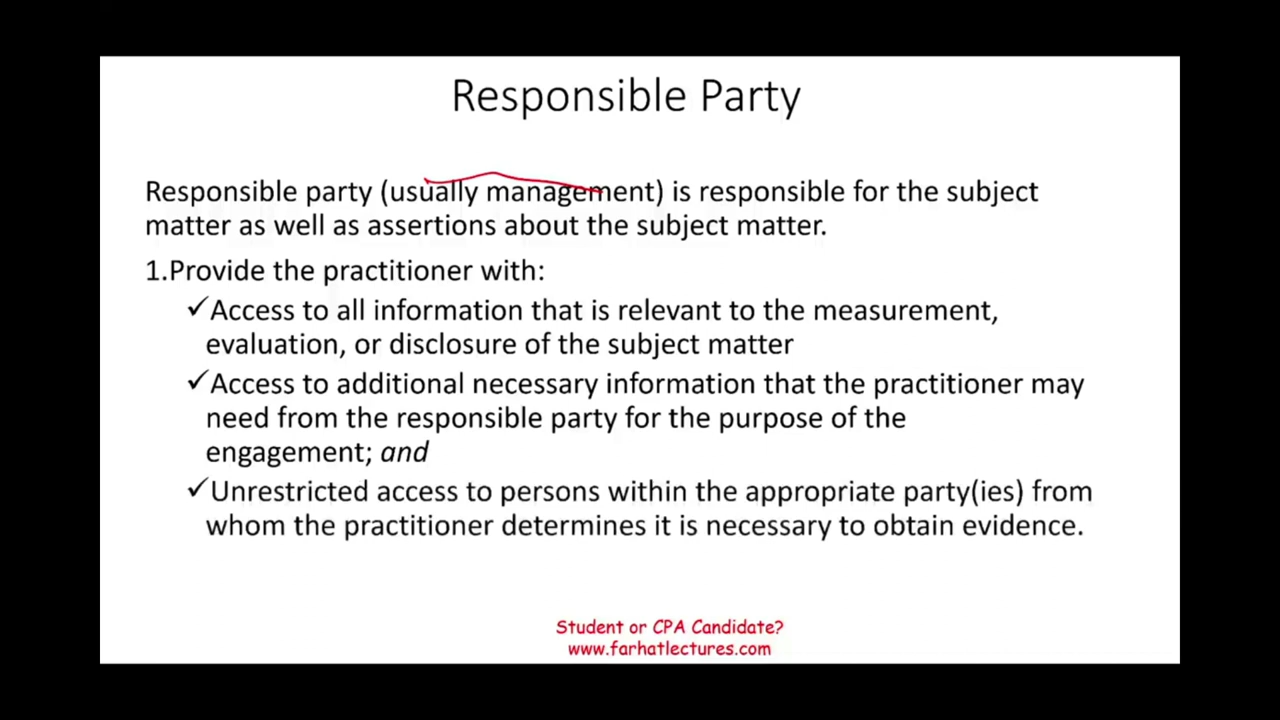 Responsible Party
Responsible party (usually management) is responsible for the subject
matter as well as assertions about the subject matter.
1.Provide the practitioner with:
✓Access to all information that is relevant to the measurement,
evaluation, or disclosure of the subject matter
✓Access to additional necessary information that the practitioner may
need from the responsible party for the purpose of the
engagement; and
✓Unrestricted access to persons within the appropriate party(ies) from
whom the practitioner determines it is necessary to obtain evidence.
Student or CPA Candidate?
www.farhatlectures.com